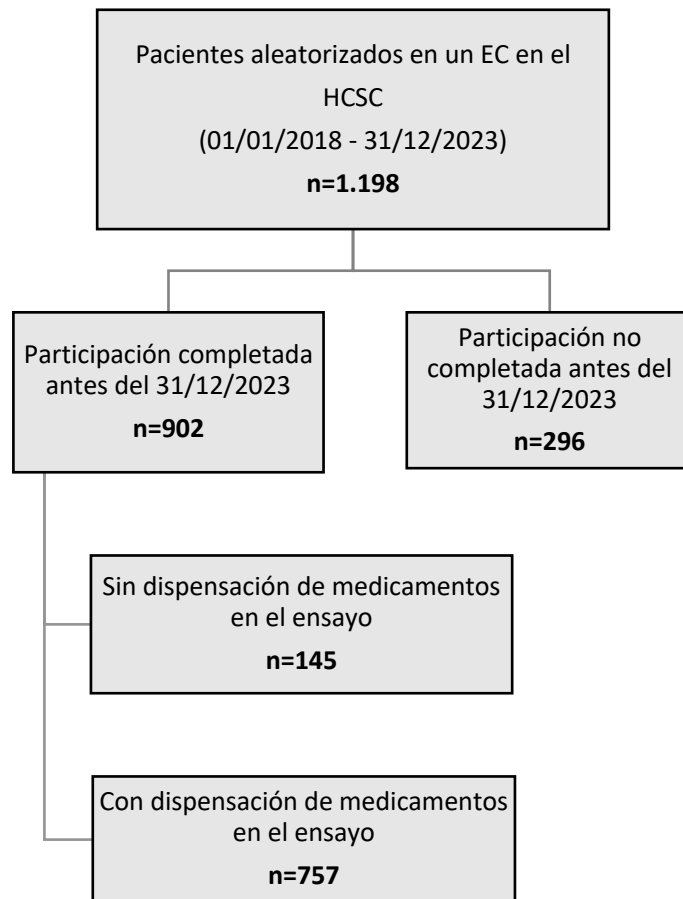 Pacientes aleatorizados en un EC en el
HCSC
(01/01/2018 - 31/12/2023)
n=1.198
Participación completada
antes del 31/12/2023
n=902
Participación no
completada antes del
31/12/2023
n=296
Sin dispensación de medicamentos
en el ensayo
n=145
Con dispensación de medicamentos
en el ensayo
n=757